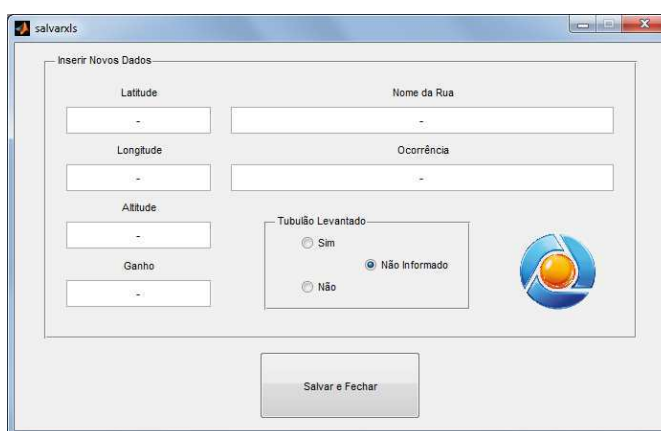 salvarxls
Inserir Novos Dados
Latitude
Nome da Rua
-
-
Longitude
Ocorrência
-
-
Altitude
-
Ganho
-
Tubulão Levantado
Sim
Não Informado
Não
Salvar e Fechar